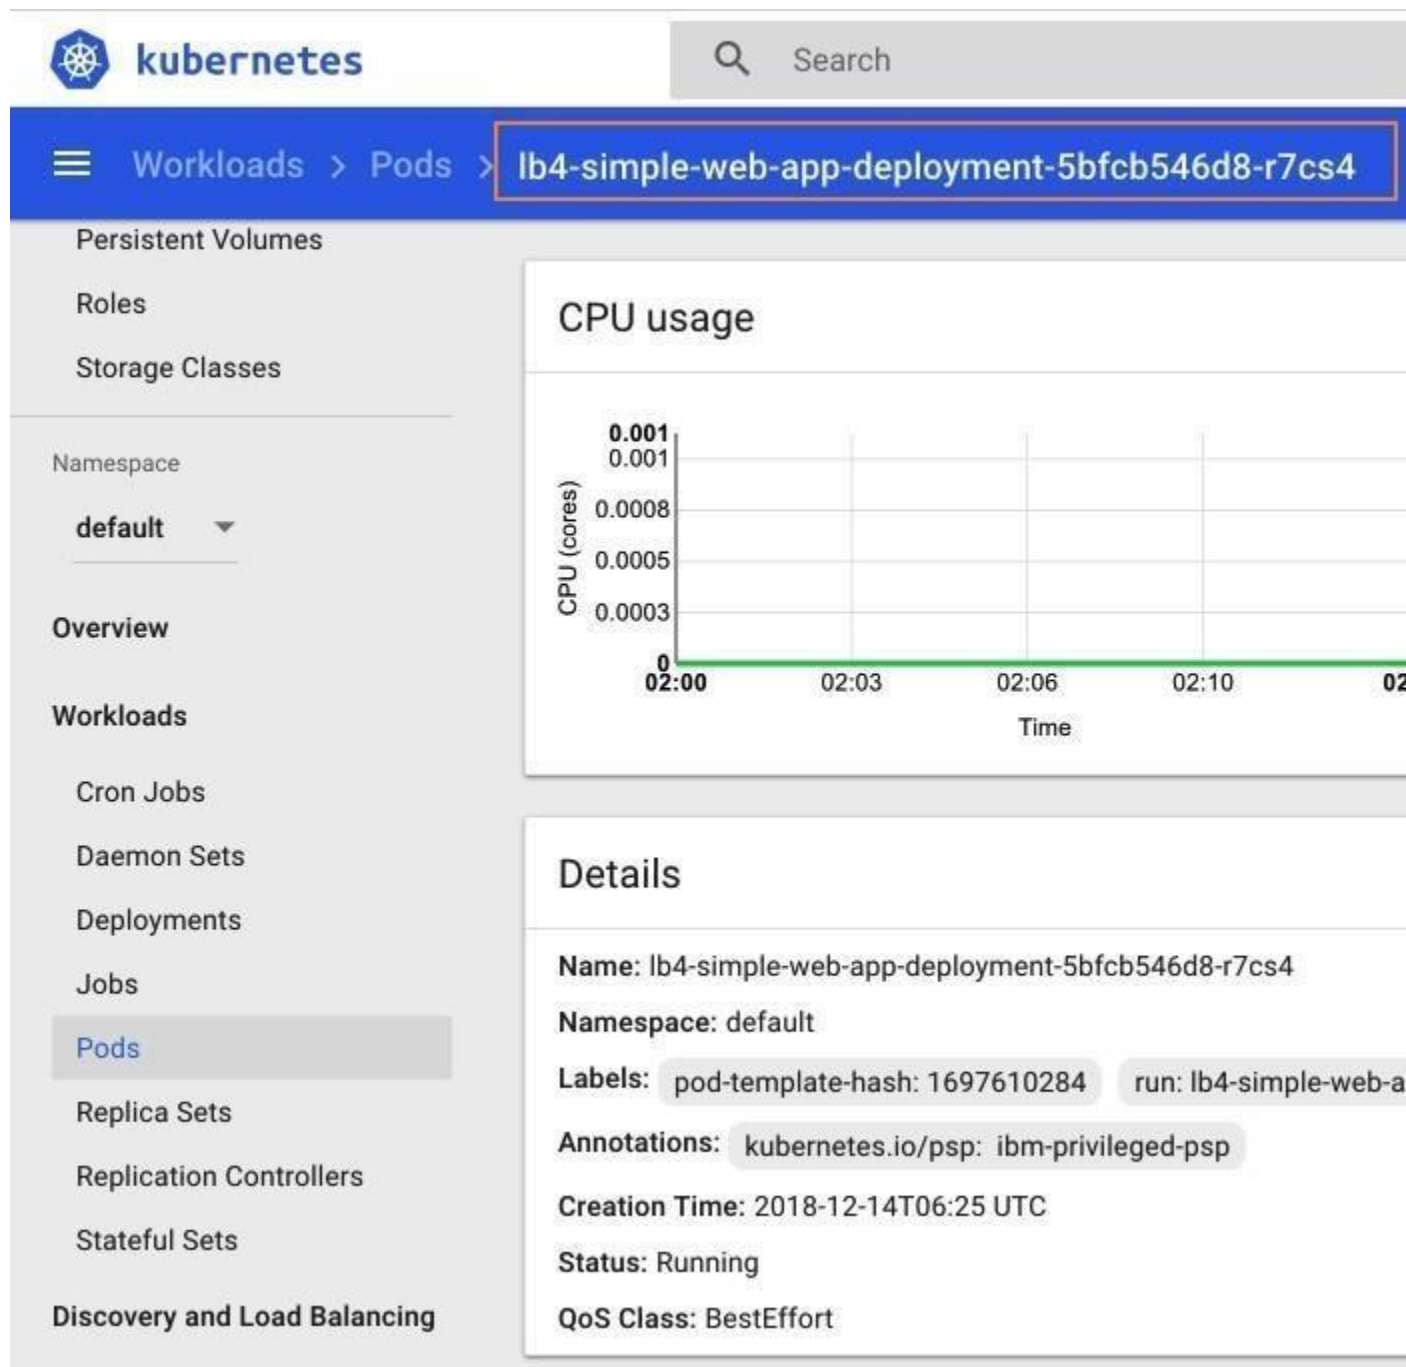 kubernetes
Search
Workloads > Pods > lb4-simple-web-app-deployment-5bfcb546d8-r7cs4
Persistent Volumes
Roles
Storage Classes
Namespace
default
Overview
Workloads
Cron Jobs
Daemon Sets
Deployments
Jobs
Pods
Replica Sets
Replication Controllers
Stateful Sets
Discovery and Load Balancing
CPU usage
CPU (cores)
0.001
0.001
0.0008
0.0005
0.0003
0
02:00 02:03 02:06 02:10 02
Time
Details
Name: lb4-simple-web-app-deployment-5bfcb546d8-r7cs4
Namespace: default
Labels: pod-template-hash: 1697610284 run: lb4-simple-web-a
Annotations: kubernetes.io/psp: ibm-privileged-psp
Creation Time: 2018-12-14T06:25 UTC
Status: Running
QoS Class: BestEffort